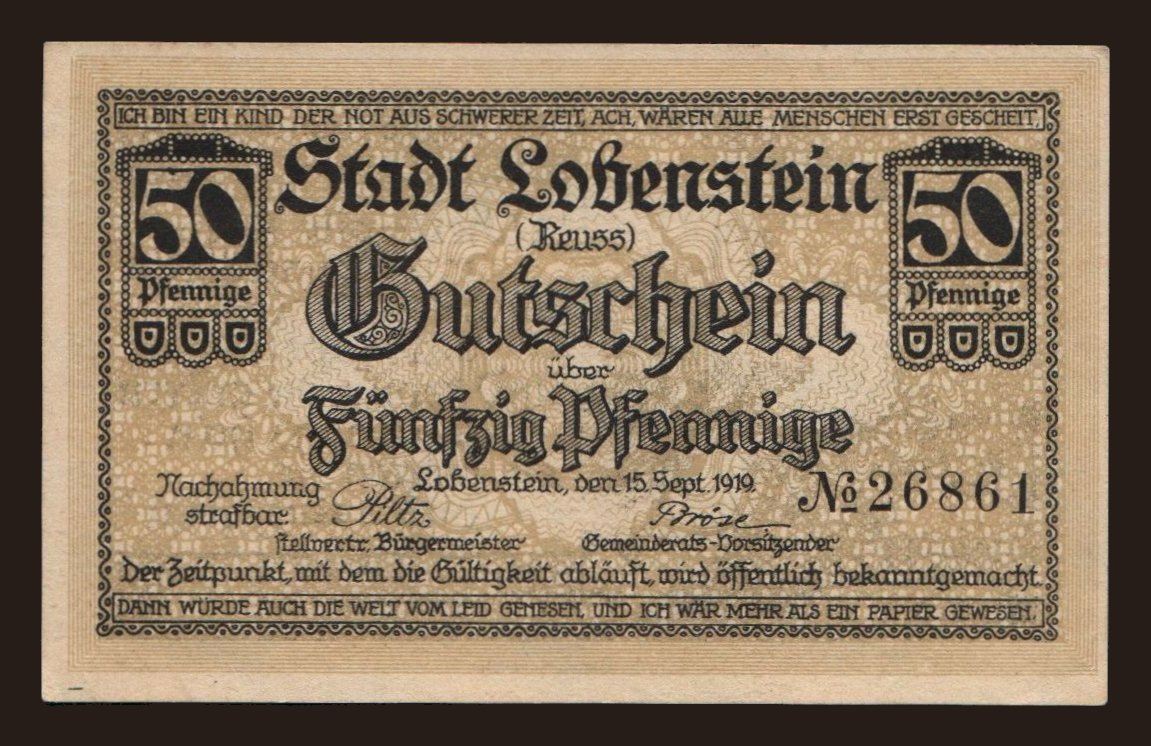 ICH BIN EIN KIND DER NOT AUS SCHWERER ZEIT, ACH, WÄREN ALLE MENSCHEN ERST GESCHEIT,
50
Pfennige
Stadt Lobenstein
(Reuss)
50
Pfennige
Gutschein
über
Fünfzig Pfennige
Lobenstein, den 15. Sept. 1919.
№ 26861
Nachahmung
strafbar.
Piltz
stellvertr. Bürgermeister
Bröse
Gemeinderats-Vorsitzender
Der Zeitpunkt, mit dem die Gültigkeit abläuft, wird öffentlich bekanntgemacht.
DANN WÜRDE AUCH DIE WELT VOM LEID GENESEN, UND ICH WÄR MEHR ALS EIN PAPIER GEWESEN.